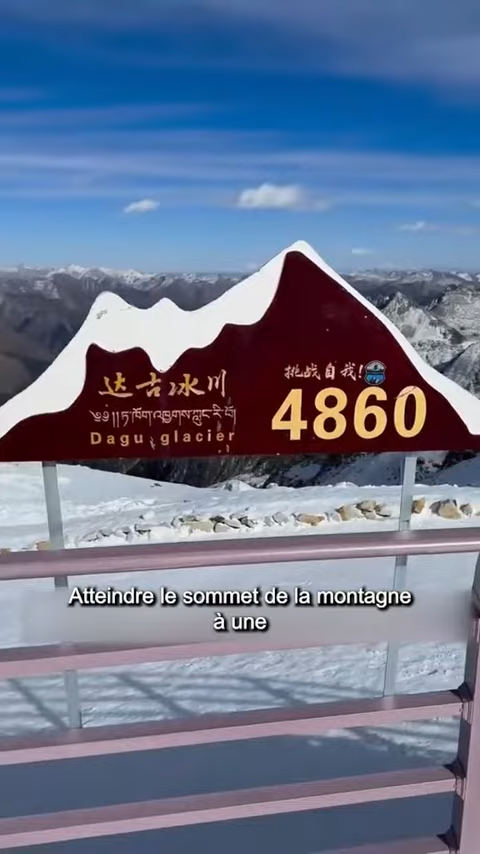 达古冰川
挑战自我!
Dagu glacier
4860
Atteindre le sommet de la montagne
à une